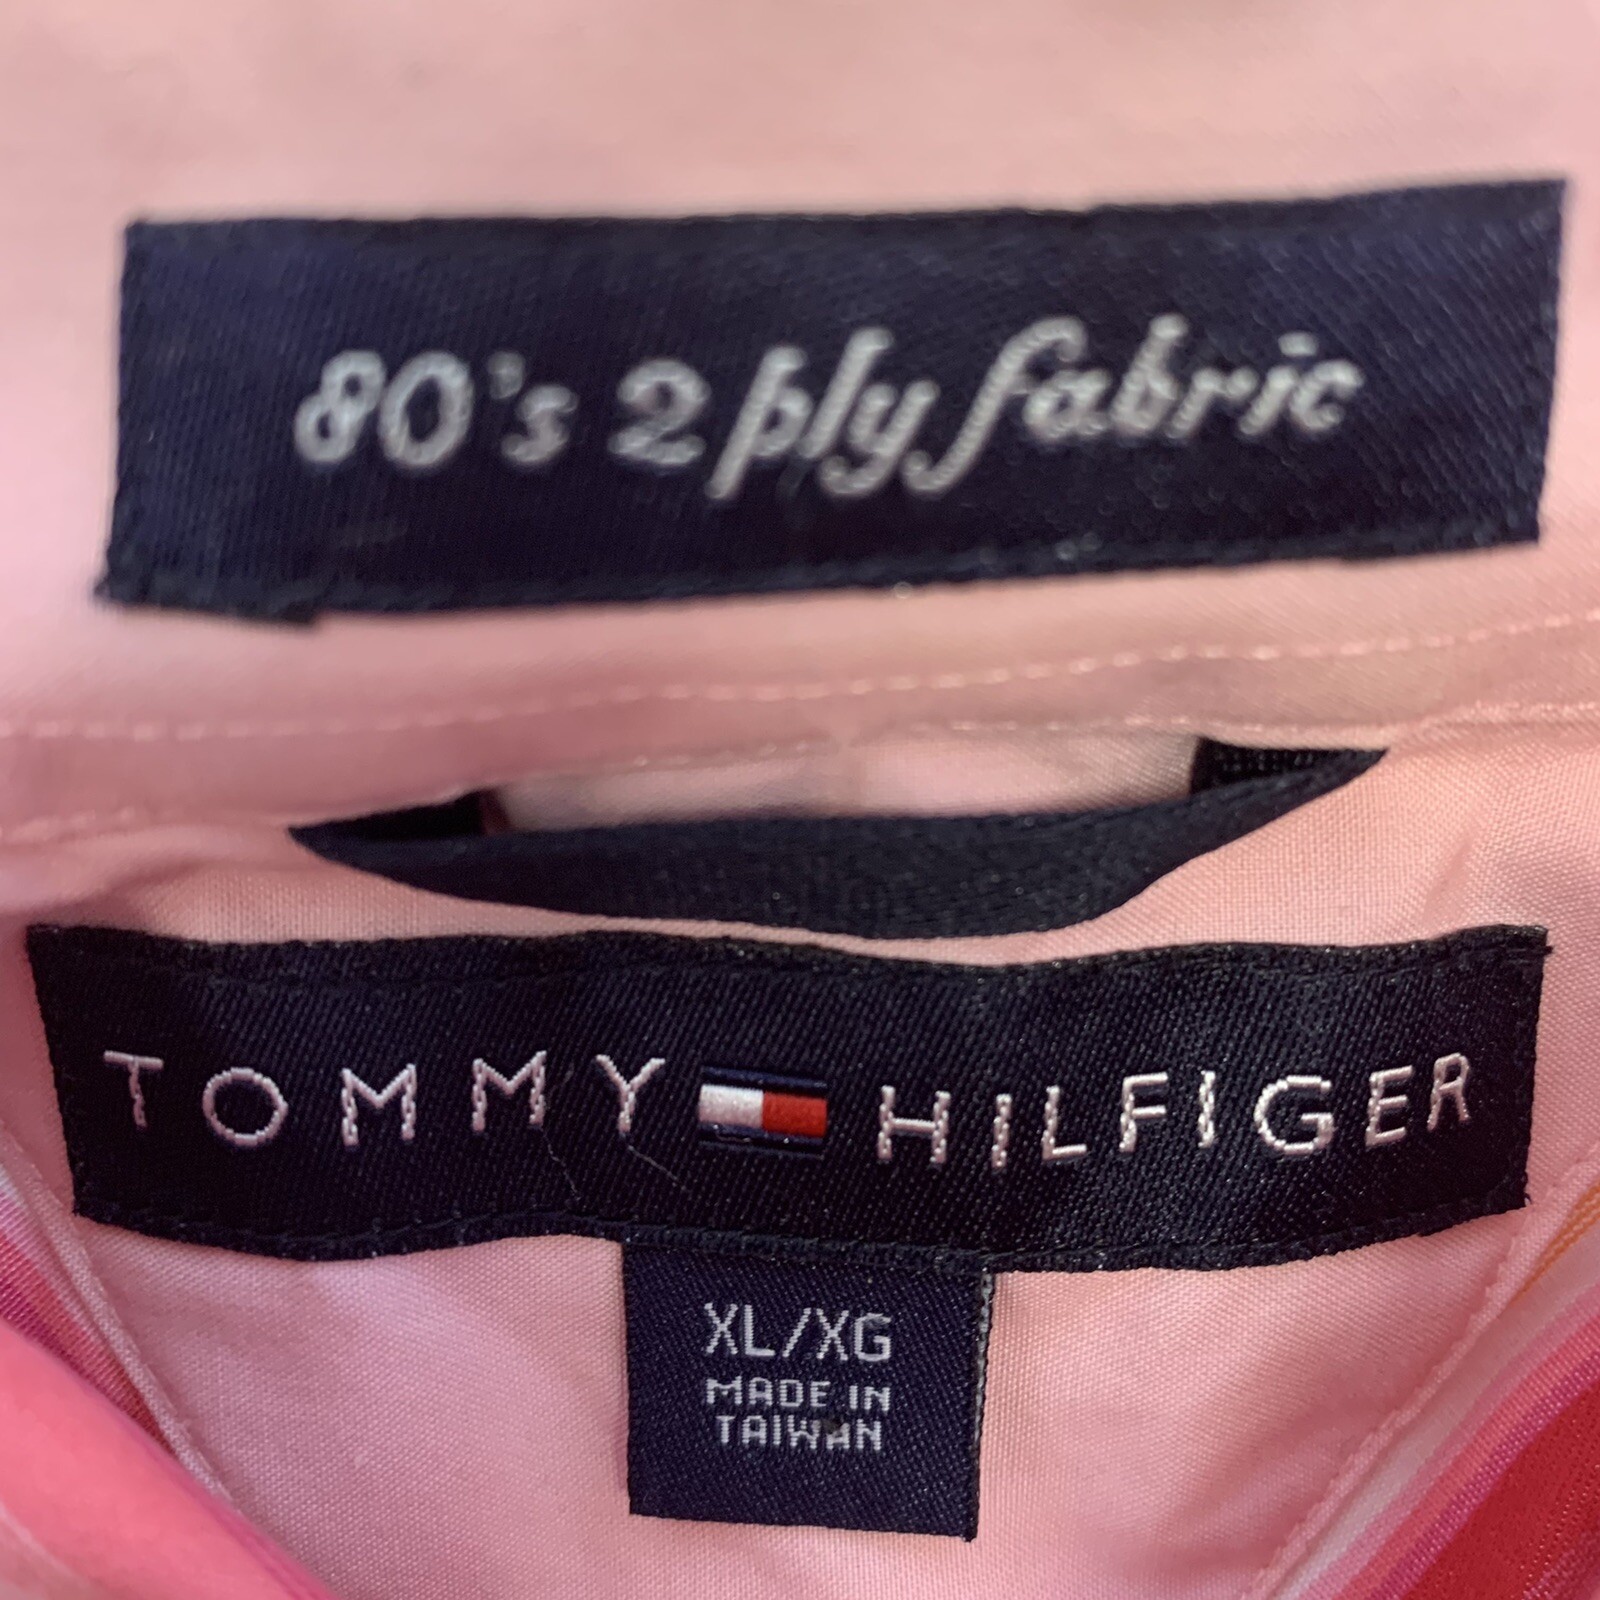 80's 2 ply fabric
TOMMY HILFIGER
XL/XG
MADE IN
TAIWAN